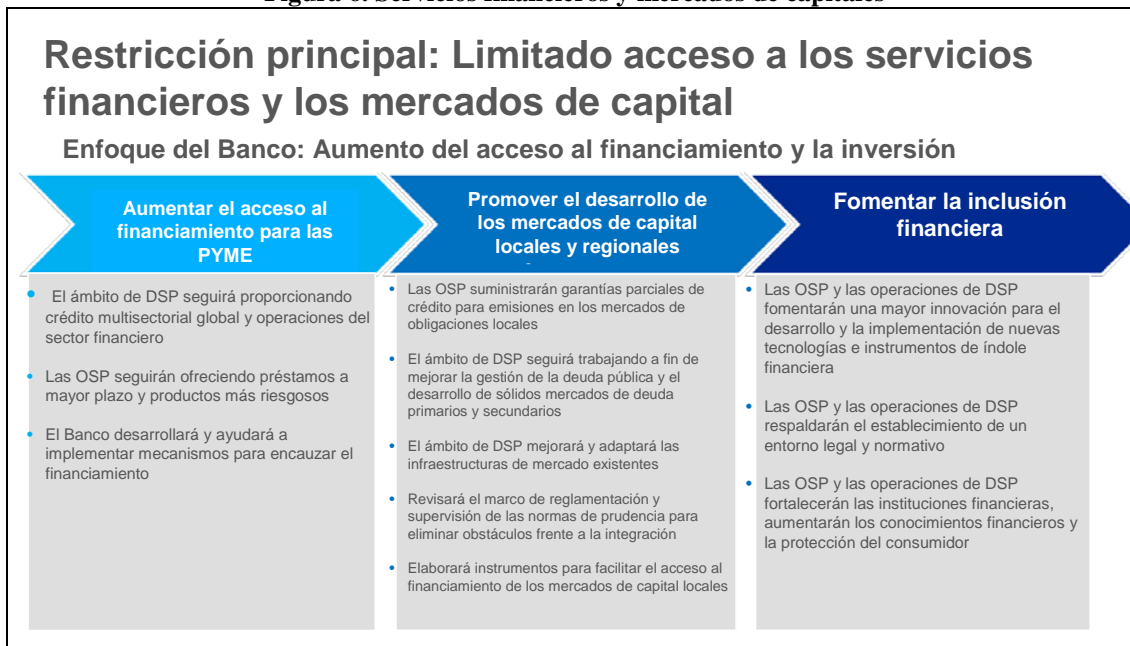 Figura 6. Servicios financieros y mercados de capitales
Restricción principal: Limitado acceso a los servicios
financieros y los mercados de capital
Enfoque del Banco: Aumento del acceso al financiamiento y la inversión
Aumentar el acceso al
financiamiento para las
PYME
• El ámbito de DSP seguirá proporcionando
crédito multisectorial global y operaciones del
sector financiero
• Las OSP seguirán ofreciendo préstamos a
mayor plazo y productos más riesgosos
• El Banco desarrollará y ayudará a
implementar mecanismos para encauzar el
financiamiento
Promover el desarrollo de
los mercados de capital
locales y regionales
• Las OSP suministrarán garantías parciales de
crédito para emisiones en los mercados de
obligaciones locales
• El ámbito de DSP seguirá trabajando a fin de
mejorar la gestión de la deuda pública y el
desarrollo de sólidos mercados de deuda
primarios y secundarios
• El ámbito de DSP mejorará y adaptará las
infraestructuras de mercado existentes
• Revisará el marco de reglamentación y
supervisión de las normas de prudencia para
eliminar obstáculos frente a la integración
• Elaborará instrumentos para facilitar el acceso al
financiamiento de los mercados de capital locales
Fomentar la inclusión
financiera
• Las OSP y las operaciones de DSP
fomentarán una mayor innovación para el
desarrollo y la implementación de nuevas
tecnologías e instrumentos de índole
financiera
• Las OSP y las operaciones de DSP
respaldarán el establecimiento de un
entorno legal y normativo
• Las OSP y las operaciones de DSP
fortalecerán las instituciones financieras,
aumentarán los conocimientos financieros y
la protección del consumidor